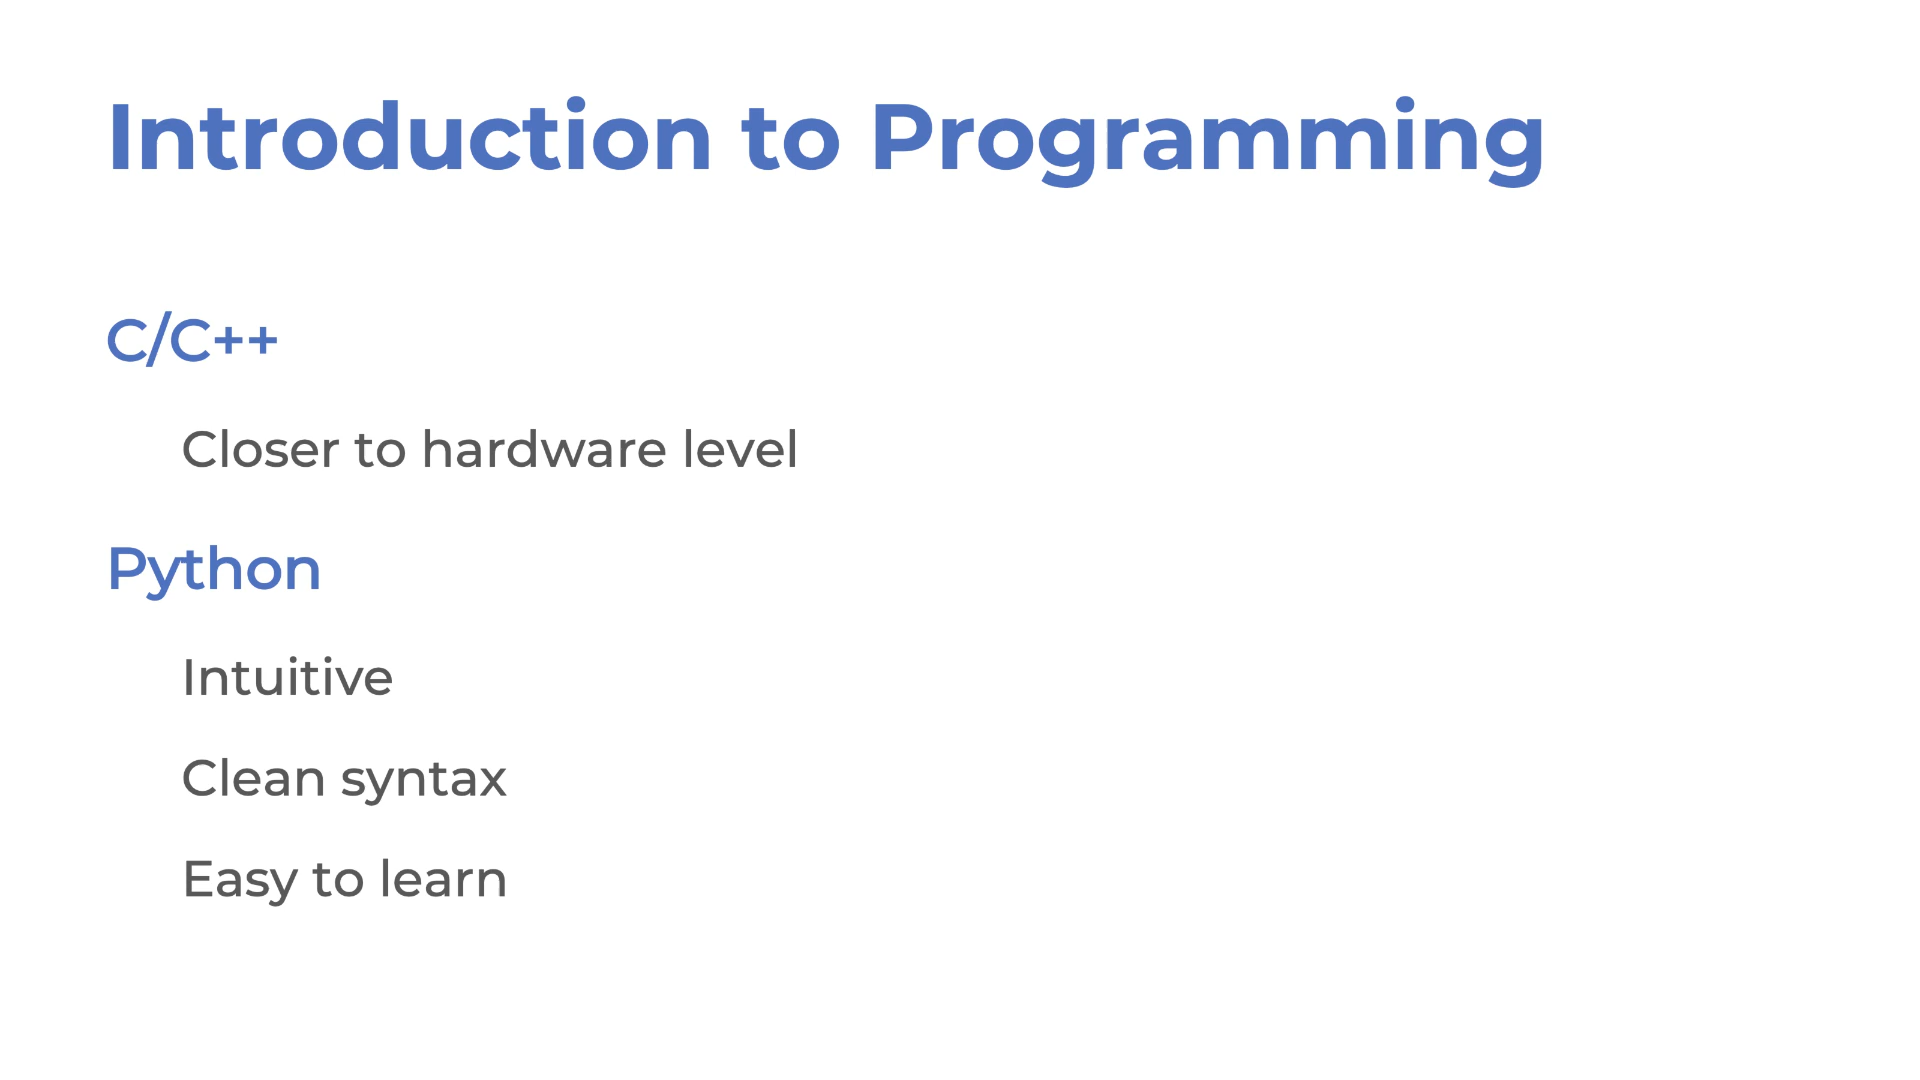 Introduction to Programming
C/C++
Closer to hardware level
Python
Intuitive
Clean syntax
Easy to learn